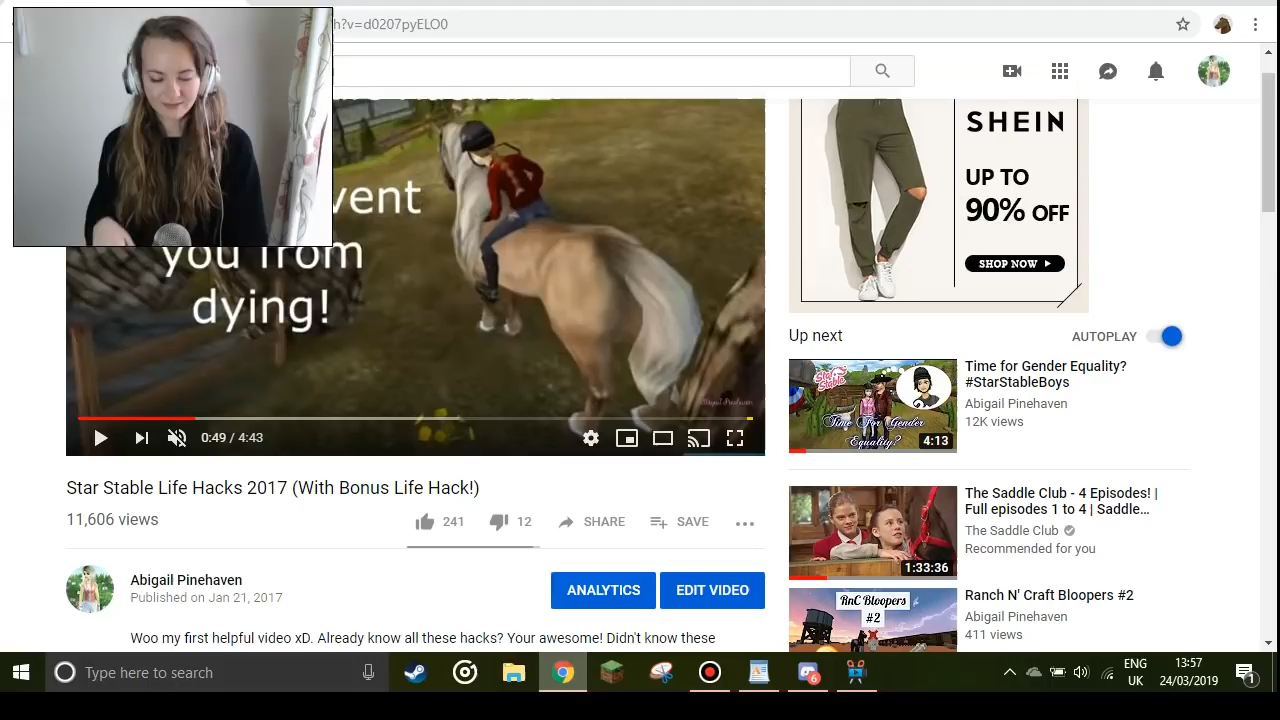 h?v=d0207pyELO0
SHEIN
UP TO
90% OFF
SHOP NOW
vent
you from
dying!
Abigail Pinehaven
0:49 / 4:43
Up next
AUTOPLAY
Star Stable
Time For Gender
Equality?
4:13
Time for Gender Equality?
#StarStableBoys
Abigail Pinehaven
12K views
Star Stable Life Hacks 2017 (With Bonus Life Hack!)
11,606 views
241
12
SHARE
SAVE
1:33:36
The Saddle Club - 4 Episodes! |
Full episodes 1 to 4 | Saddle...
The Saddle Club
Recommended for you
Abigail Pinehaven
Published on Jan 21, 2017
ANALYTICS
EDIT VIDEO
RnC Bloopers
#2
Ranch N' Craft Bloopers #2
Abigail Pinehaven
411 views
Woo my first helpful video xD. Already know all these hacks? Your awesome! Didn't know these
Type here to search
6
ENG
UK
13:57
24/03/2019
1